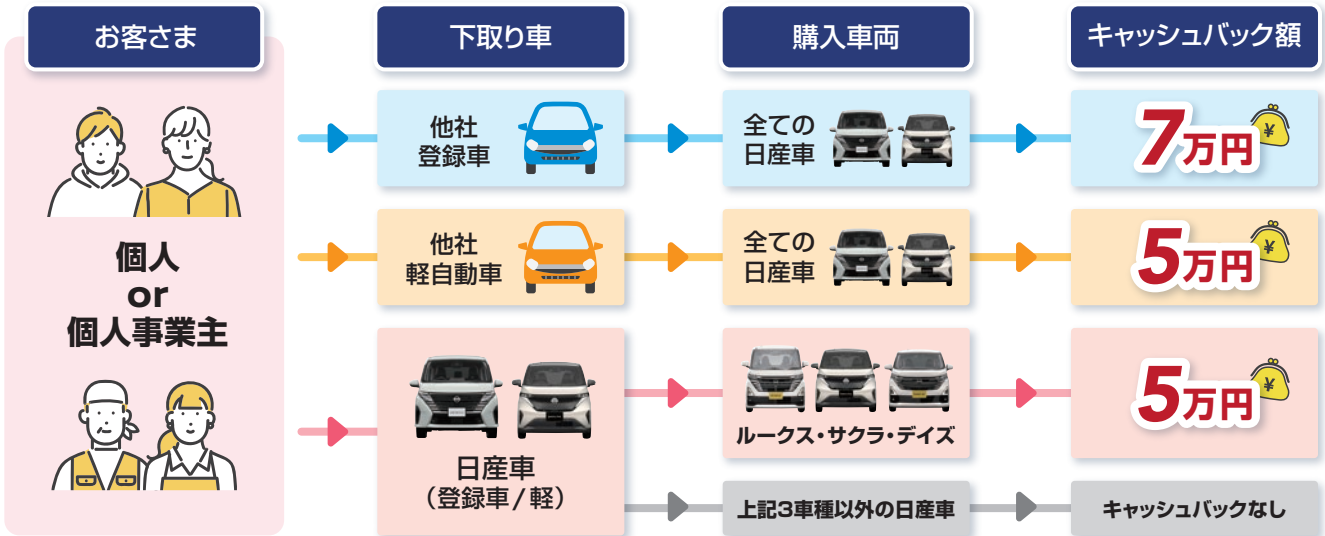 お客さま
下取り車
購入車両
キャッシュバック額
個人
or
個人事業主
他社
登録車
全ての
日産車
7万円
¥
他社
軽自動車
全ての
日産車
5万円
¥
日産車
（登録車/軽）
ルークス・サクラ・デイズ
5万円
¥
上記3車種以外の日産車
キャッシュバックなし